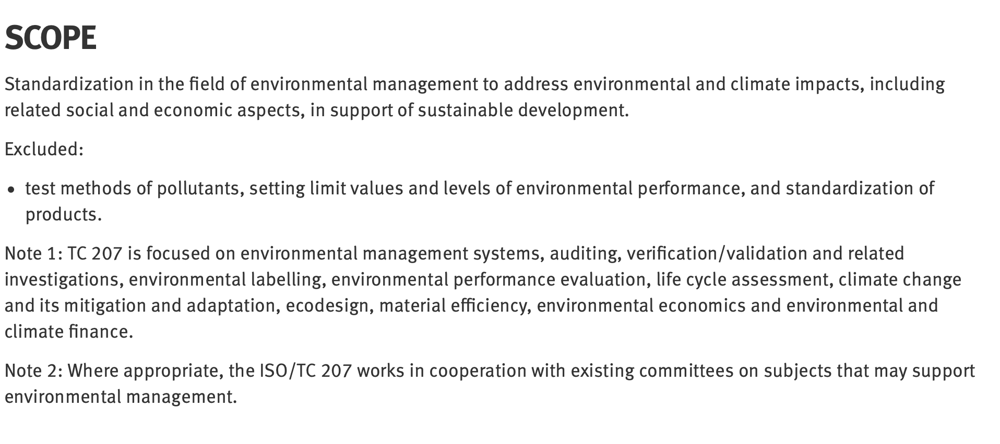 SCOPE
Standardization in the field of environmental management to address environmental and climate impacts, including
related social and economic aspects, in support of sustainable development.
Excluded:
• test methods of pollutants, setting limit values and levels of environmental performance, and standardization of
products.
Note 1: TC 207 is focused on environmental management systems, auditing, verification/validation and related
investigations, environmental labelling, environmental performance evaluation, life cycle assessment, climate change
and its mitigation and adaptation, ecodesign, material efficiency, environmental economics and environmental and
climate finance.
Note 2: Where appropriate, the ISO/TC 207 works in cooperation with existing committees on subjects that may support
environmental management.